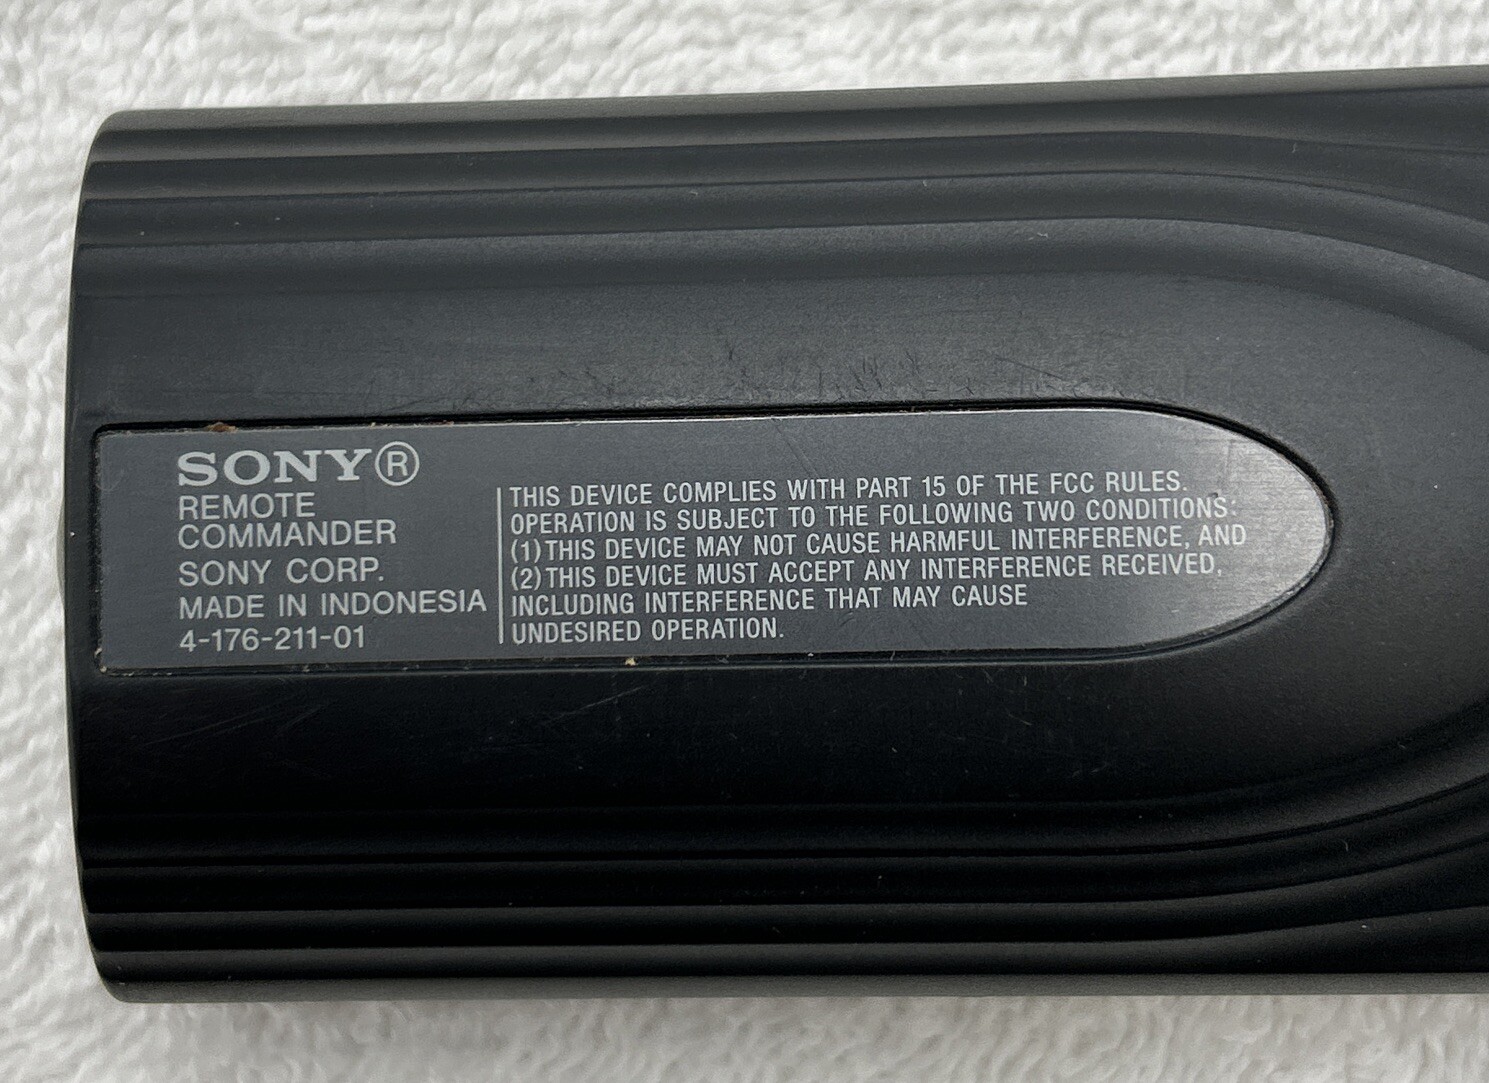 SONY®
REMOTE
COMMANDER
SONY CORP.
MADE IN INDONESIA
4-176-211-01
THIS DEVICE COMPLIES WITH PART 15 OF THE FCC RULES.
OPERATION IS SUBJECT TO THE FOLLOWING TWO CONDITIONS:
(1) THIS DEVICE MAY NOT CAUSE HARMFUL INTERFERENCE, AND
(2) THIS DEVICE MUST ACCEPT ANY INTERFERENCE RECEIVED,
INCLUDING INTERFERENCE THAT MAY CAUSE
UNDESIRED OPERATION.